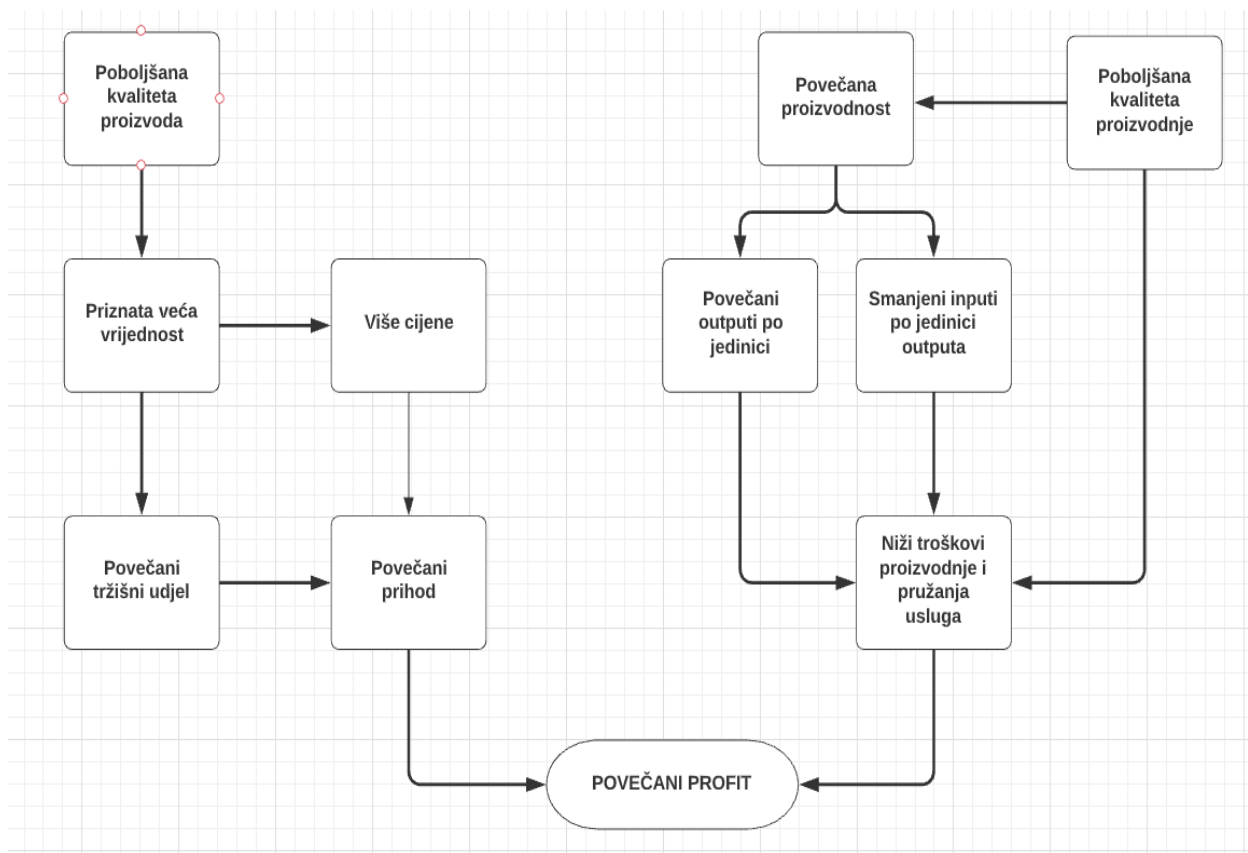 Poboljšana
kvaliteta
proizvoda
Povečana
proizvodnost
Poboljšana
kvaliteta
proizvodnje
Priznata veća
vrijednost
Više cijene
Povečani
outputi po
jedinici
Smanjeni inputi
po jedinici
outputa
Povečani
tržišni udjel
Povečani
prihod
Niži troškovi
proizvodnje i
pružanja
usluga
POVEČANI PROFIT